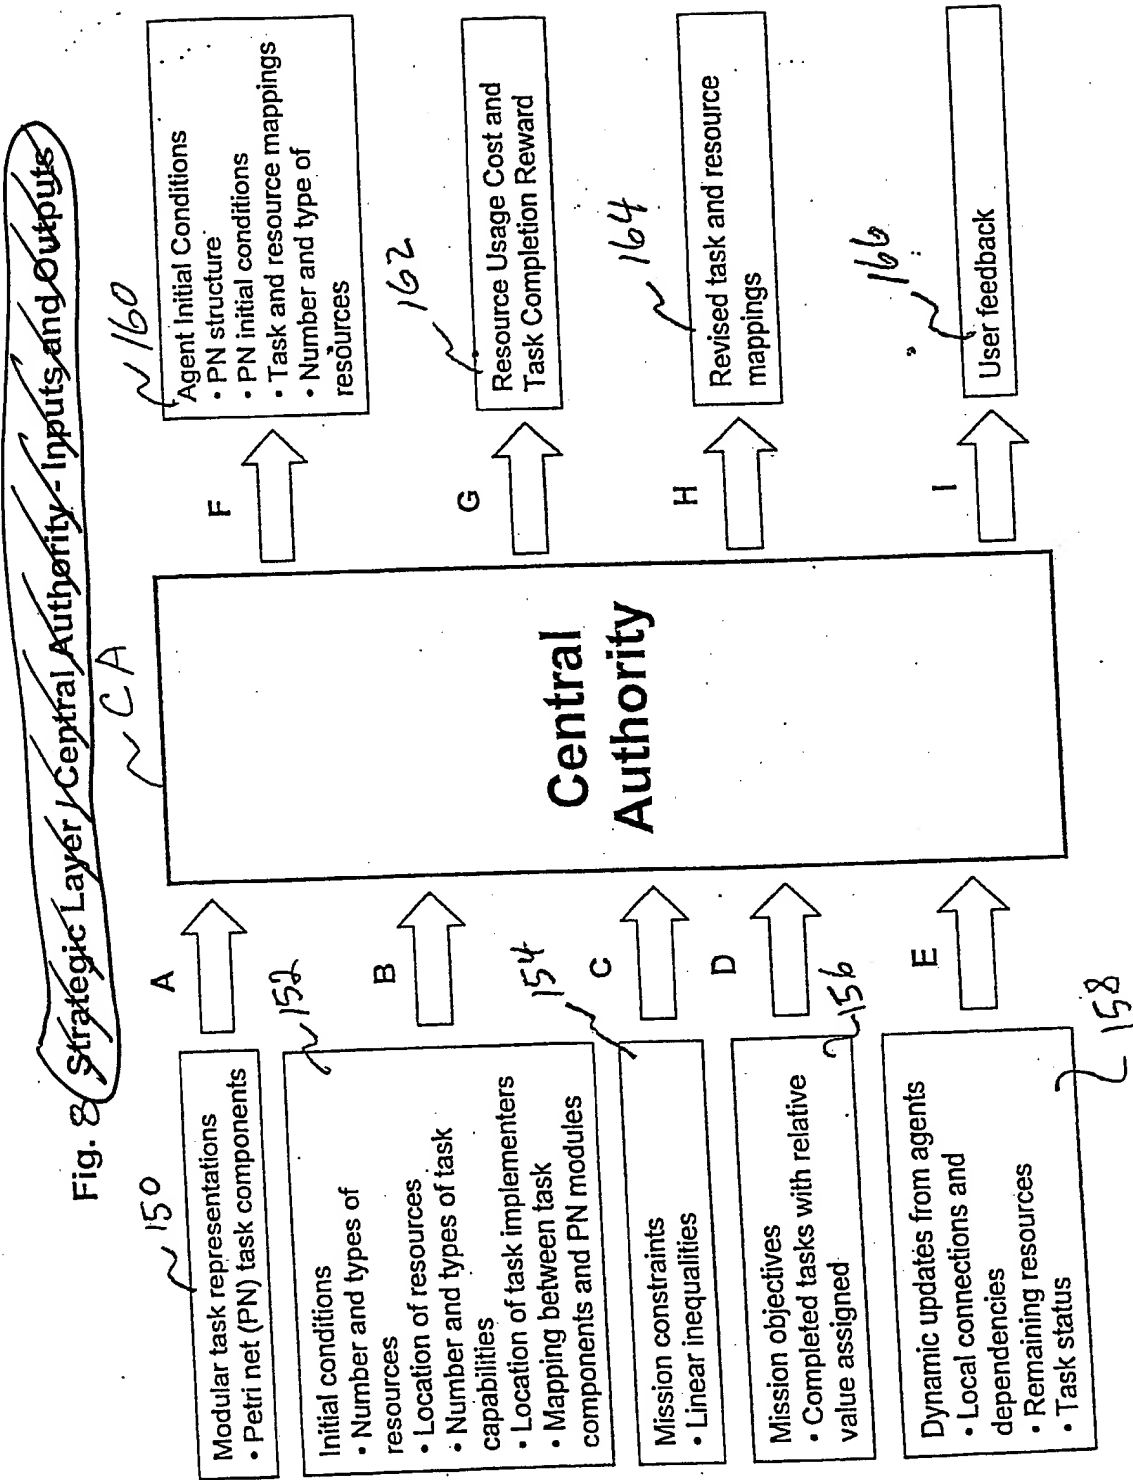 Fig. 8 Strategic Layer / Central Authority - Inputs and Outputs
150
Modular task representations
• Petri net (PN) task components
A
152
Initial conditions
• Number and types of
resources
• Location of resources
• Number and types of task
capabilities
• Location of task implementers
• Mapping between task
components and PN modules
B
154
Mission constraints
• Linear inequalities
C
Mission objectives
• Completed tasks with relative
value assigned
156
D
Dynamic updates from agents
• Local connections and
dependencies
• Remaining resources
• Task status
158
E
CA
Central
Authority
F
160
Agent Initial Conditions
• PN structure
• PN initial conditions
• Task and resource mappings
• Number and type of
resources
G
162
Resource Usage Cost and
Task Completion Reward
H
164
Revised task and resource
mappings
I
166
User feedback